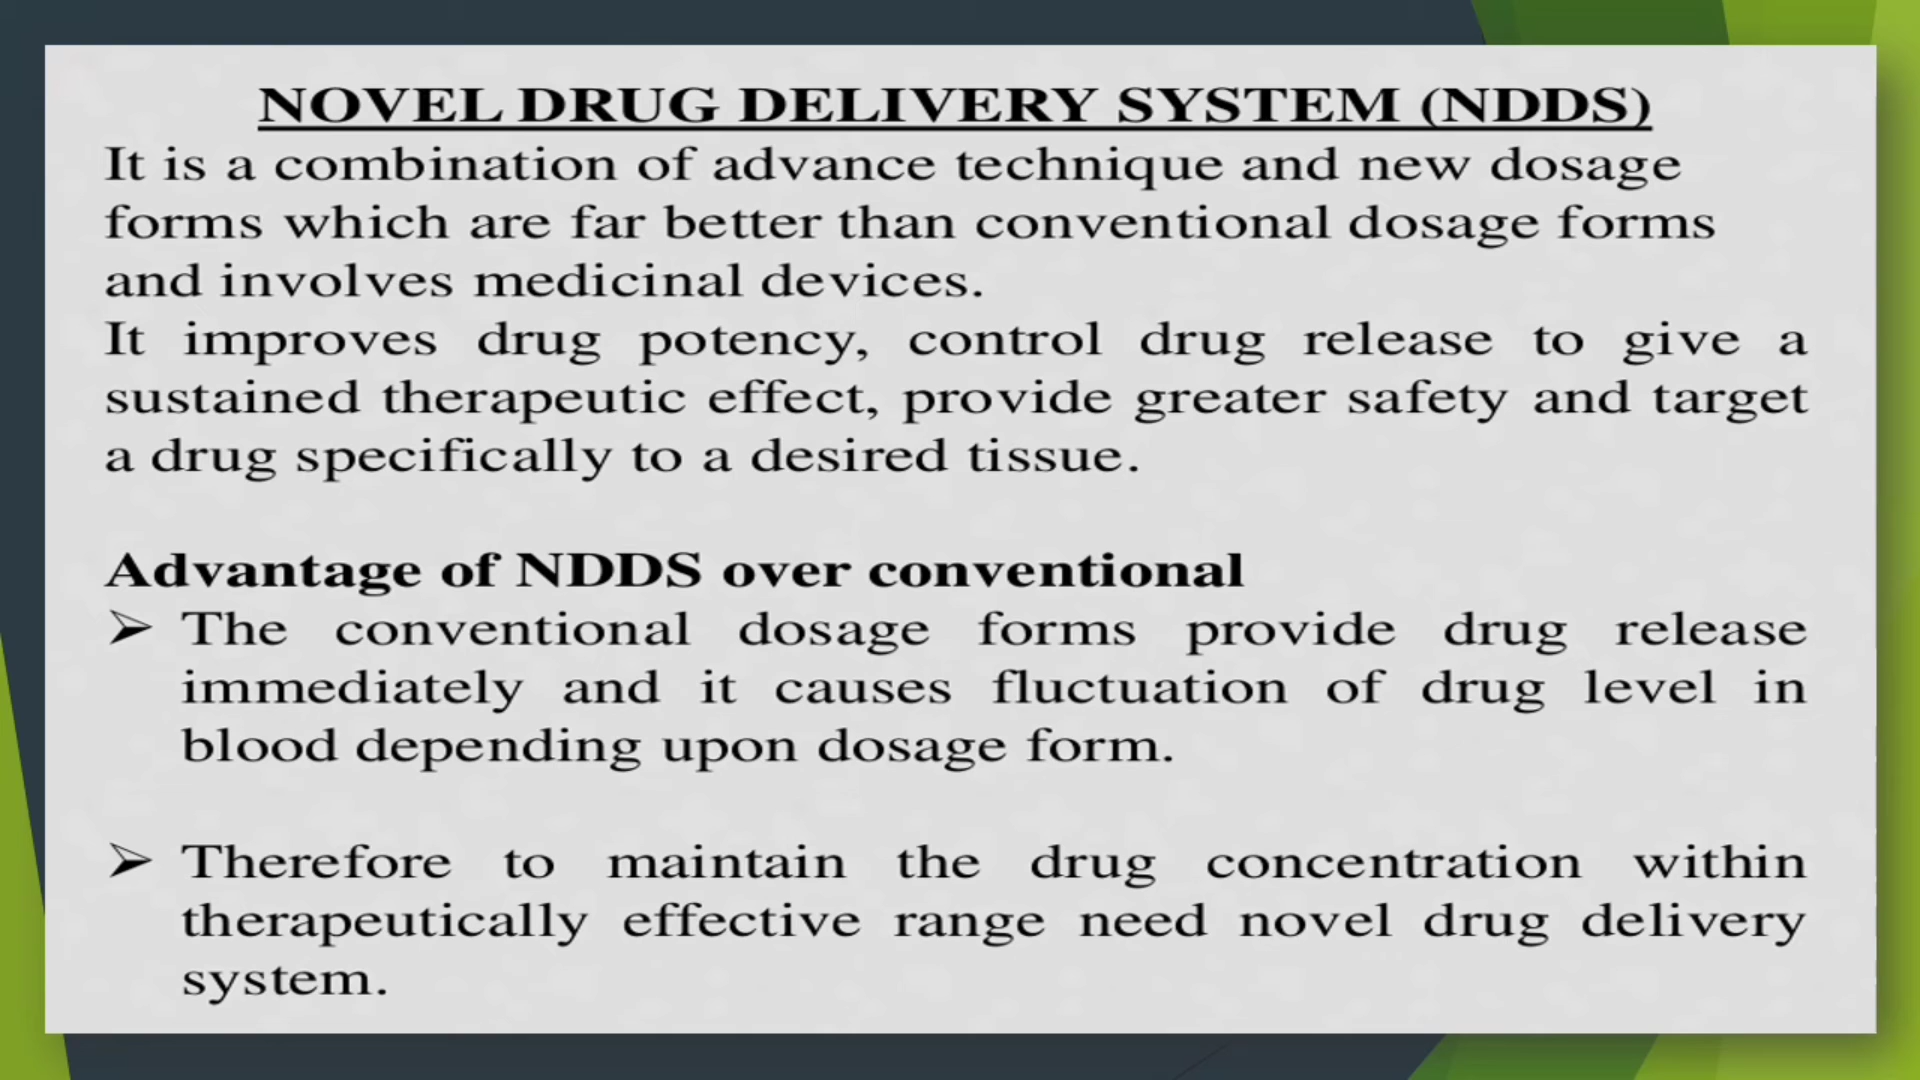 NOVEL DRUG DELIVERY SYSTEM (NDDS)
It is a combination of advance technique and new dosage
forms which are far better than conventional dosage forms
and involves medicinal devices.
It improves drug potency, control drug release to give a
sustained therapeutic effect, provide greater safety and target
a drug specifically to a desired tissue.
Advantage of NDDS over conventional
➢ The conventional dosage forms provide drug release
immediately and it causes fluctuation of drug level in
blood depending upon dosage form.
➢ Therefore to maintain the drug concentration within
therapeutically effective range need novel drug delivery
system.